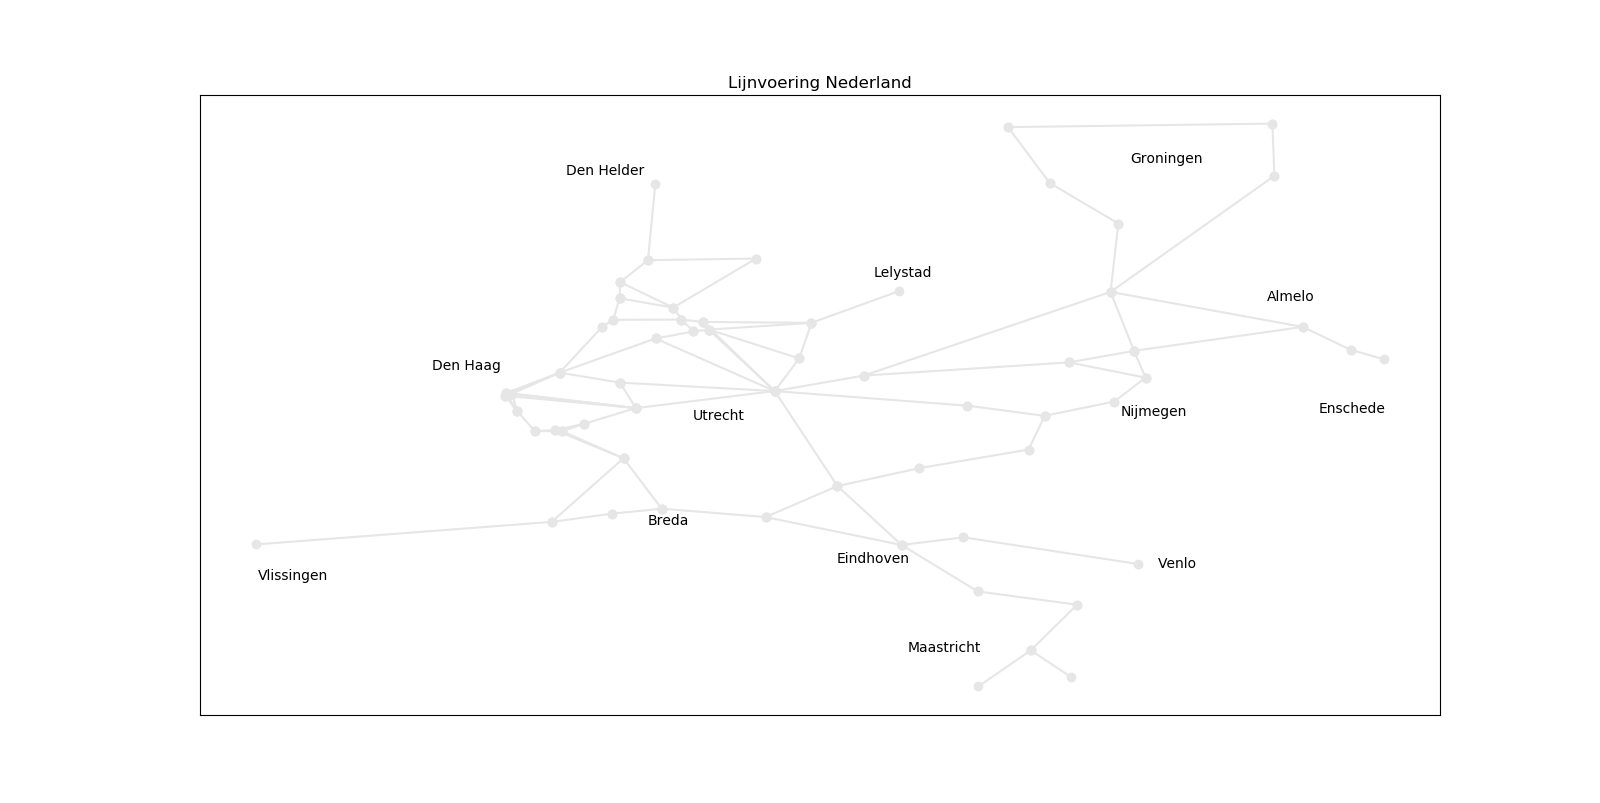 Lijnvoering Nederland
Groningen
Den Helder
Lelystad
Almelo
Den Haag
Enschede
Nijmegen
Utrecht
Breda
Eindhoven
Venlo
Vlissingen
Maastricht